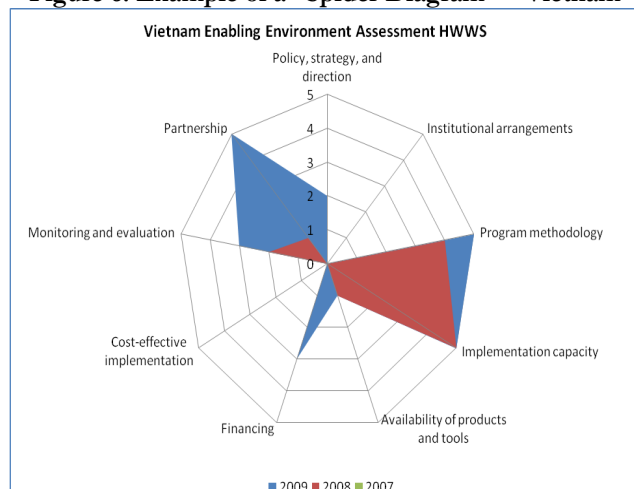 Vietnam Enabling Environment Assessment HWWS
Policy, strategy, and
direction
5
4
3
2
1
0
Institutional arrangements
Partnership
Program methodology
Monitoring and evaluation
Implementation capacity
Cost-effective
implementation
Availability of products
and tools
Financing
2009 2008 2007